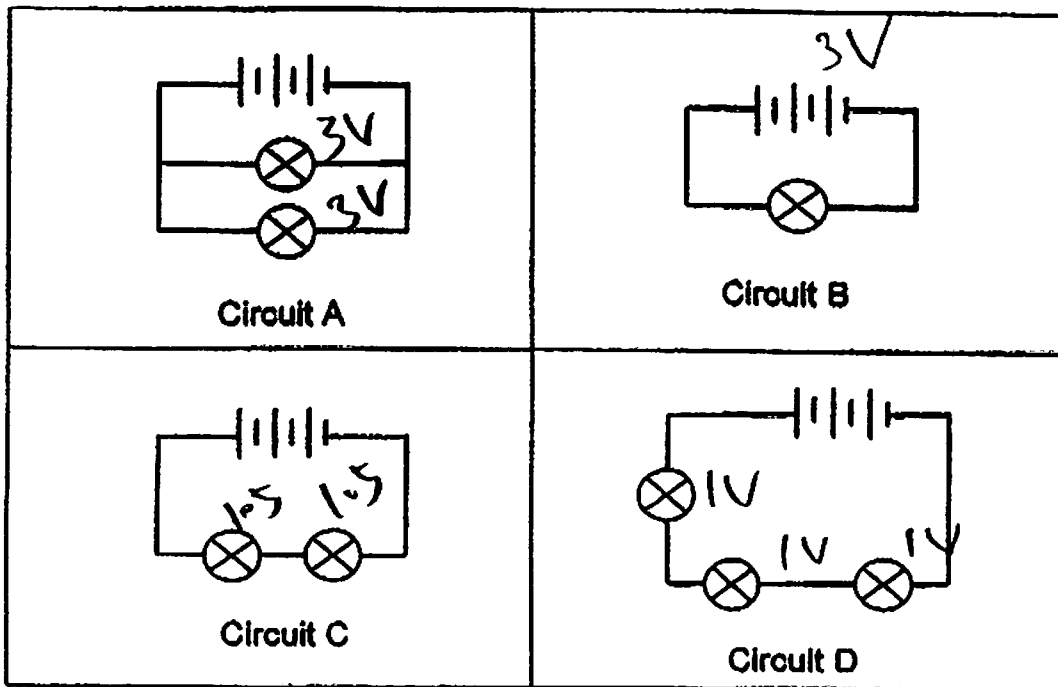 3V
3V
Circuit A
3V
Circuit B
1.5 1.5
Circuit C
1V
1V 1V
Circuit D